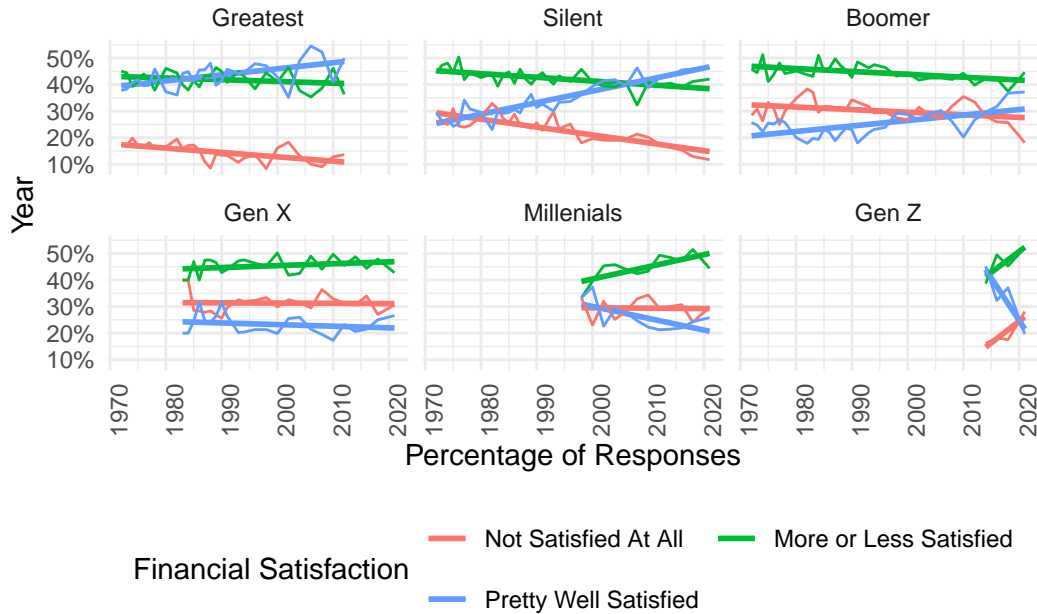 Greatest Silent Boomer
50%
40%
30%
20%
10%
Year
Gen X Millenials Gen Z
50%
40%
30%
20%
10%
1970 1980 1990 2000 2010 2020 1970 1980 1990 2000 2010 2020 1970 1980 1990 2000 2010 2020
Percentage of Responses
Financial Satisfaction
Not Satisfied At All More or Less Satisfied
Pretty Well Satisfied